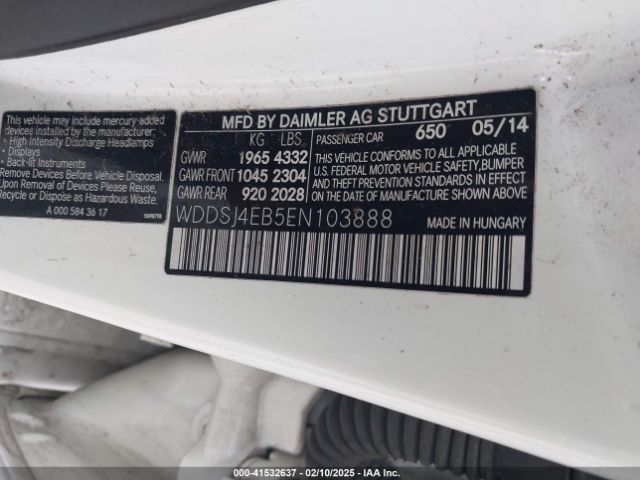 This vehicle may include mercury-added
devices installed by the manufacturer:
- High Intensity Discharge Headlamps
- Displays
- Back-lit Instruments
Remove Devices Before Vehicle Disposal.
Upon Removal of Devices Please Reuse,
Recycle or Dispose as Hazardous Waste.
A 000 584 36 17
MFD BY DAIMLER AG STUTTGART
KG LBS
GVWR 1965 4332
GAWR FRONT 1045 2304
GAWR REAR 920 2028
PASSENGER CAR 650 05/14
THIS VEHICLE CONFORMS TO ALL APPLICABLE
U.S. FEDERAL MOTOR VEHICLE SAFETY, BUMPER
AND THEFT PREVENTION STANDARDS IN EFFECT
ON THE DATE OF MANUFACTURE SHOWN ABOVE
WDDSJ4EB5EN103888
MADE IN HUNGARY
000-41532637 - 02/10/2025 - IAA Inc.